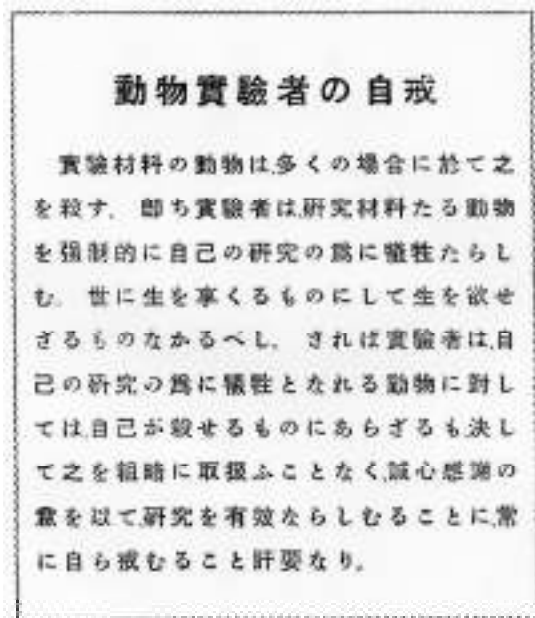 動物實驗者の自戒
實驗材料の動物は,多くの場合に於て之
を殺す。 卽ち實驗者は,硏究材料たる動物
を强制的に自己の硏究の爲に犧牲たらし
む。 世に生を享くるものにして生を欲せ
ざるものなかるべし。 されば實驗者は,自
己の硏究の爲に犧牲となれる動物に對し
ては,自己が殺せるものにあらざるも,決し
て之を粗略に取扱ふことなく,誠心感謝の
意を以て,硏究を有效ならしむることに,常
に自ら戒むること肝要なり。